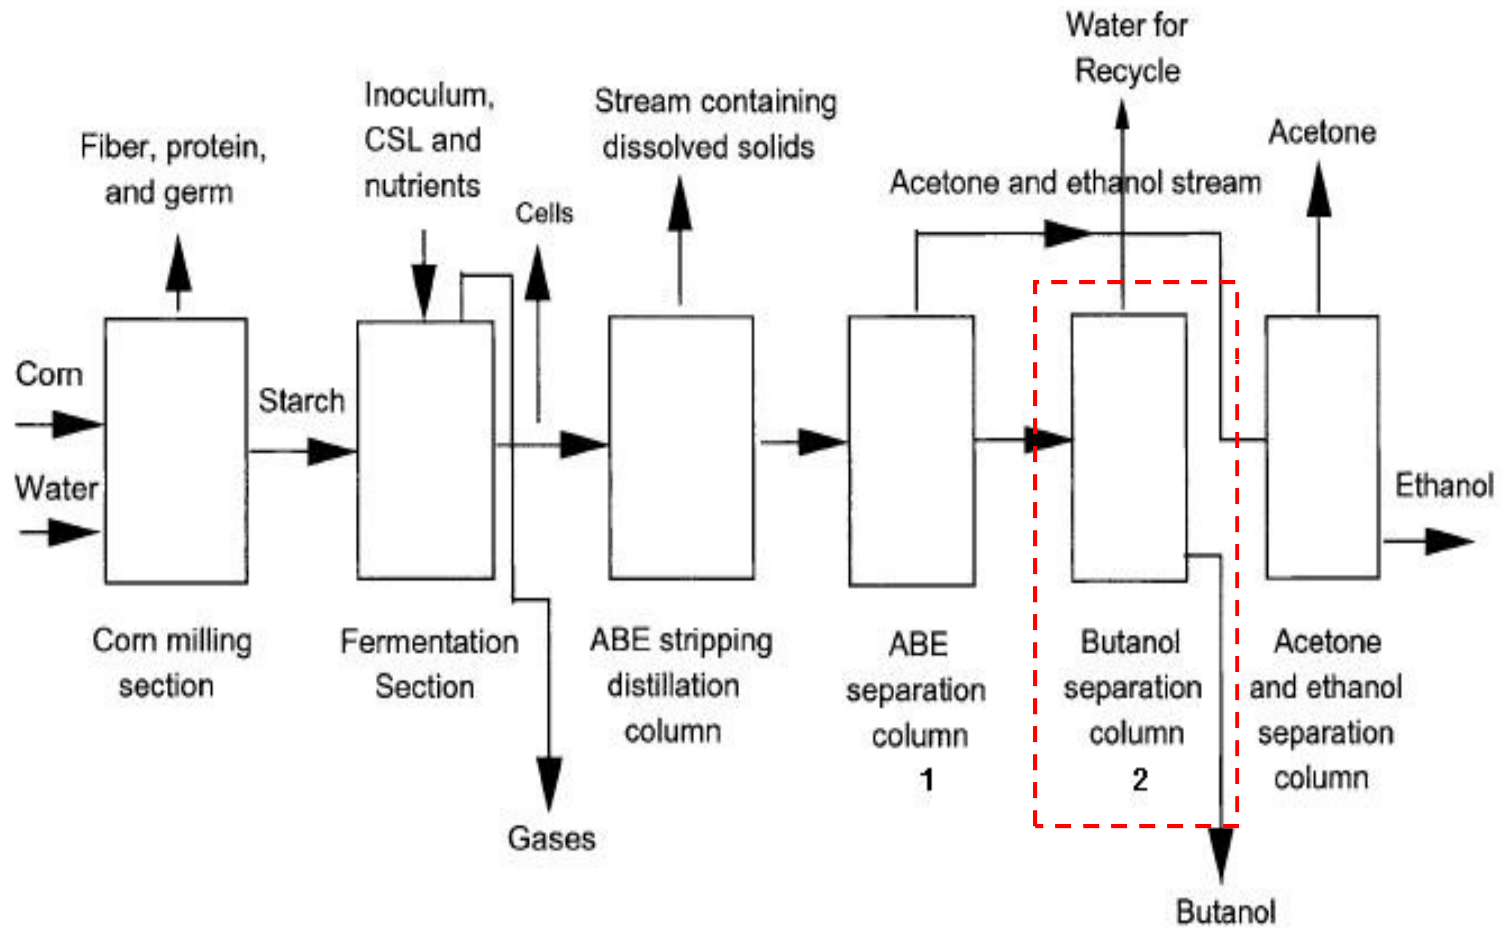 Water for
Recycle
Inoculum,
CSL and
nutrients
Stream containing
dissolved solids
Fiber, protein,
and germ
Acetone
Acetone and ethanol stream
Cells
Corn
Starch
Water
Ethanol
Corn milling
section
Fermentation
Section
ABE stripping
distillation
column
ABE
separation
column
1
Butanol
separation
column
2
Acetone
and ethanol
separation
column
Gases
Butanol